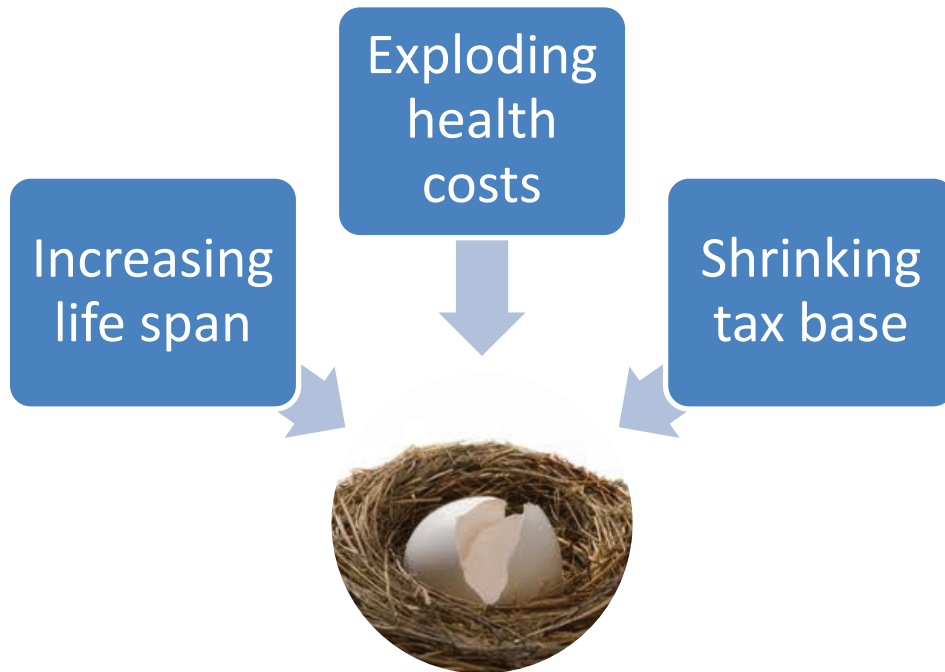 Exploding
health
costs
Increasing
life span
Shrinking
tax base